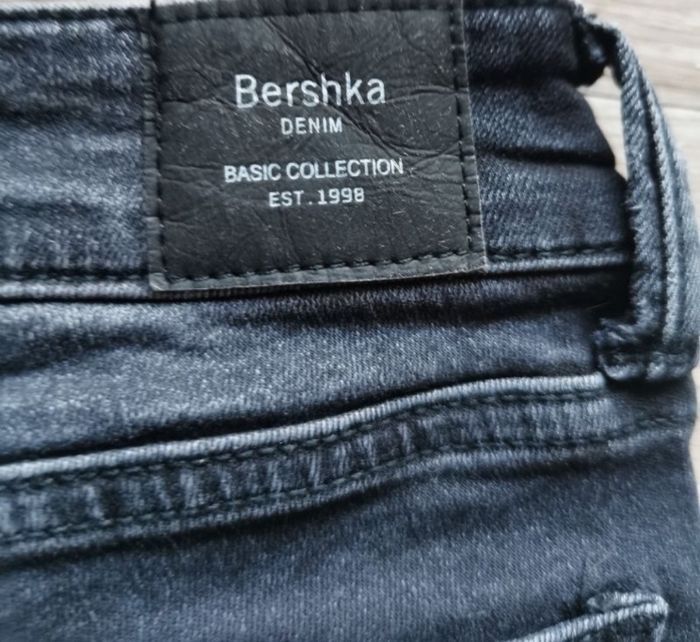 Bershka
DENIM
BASIC COLLECTION
EST.1998